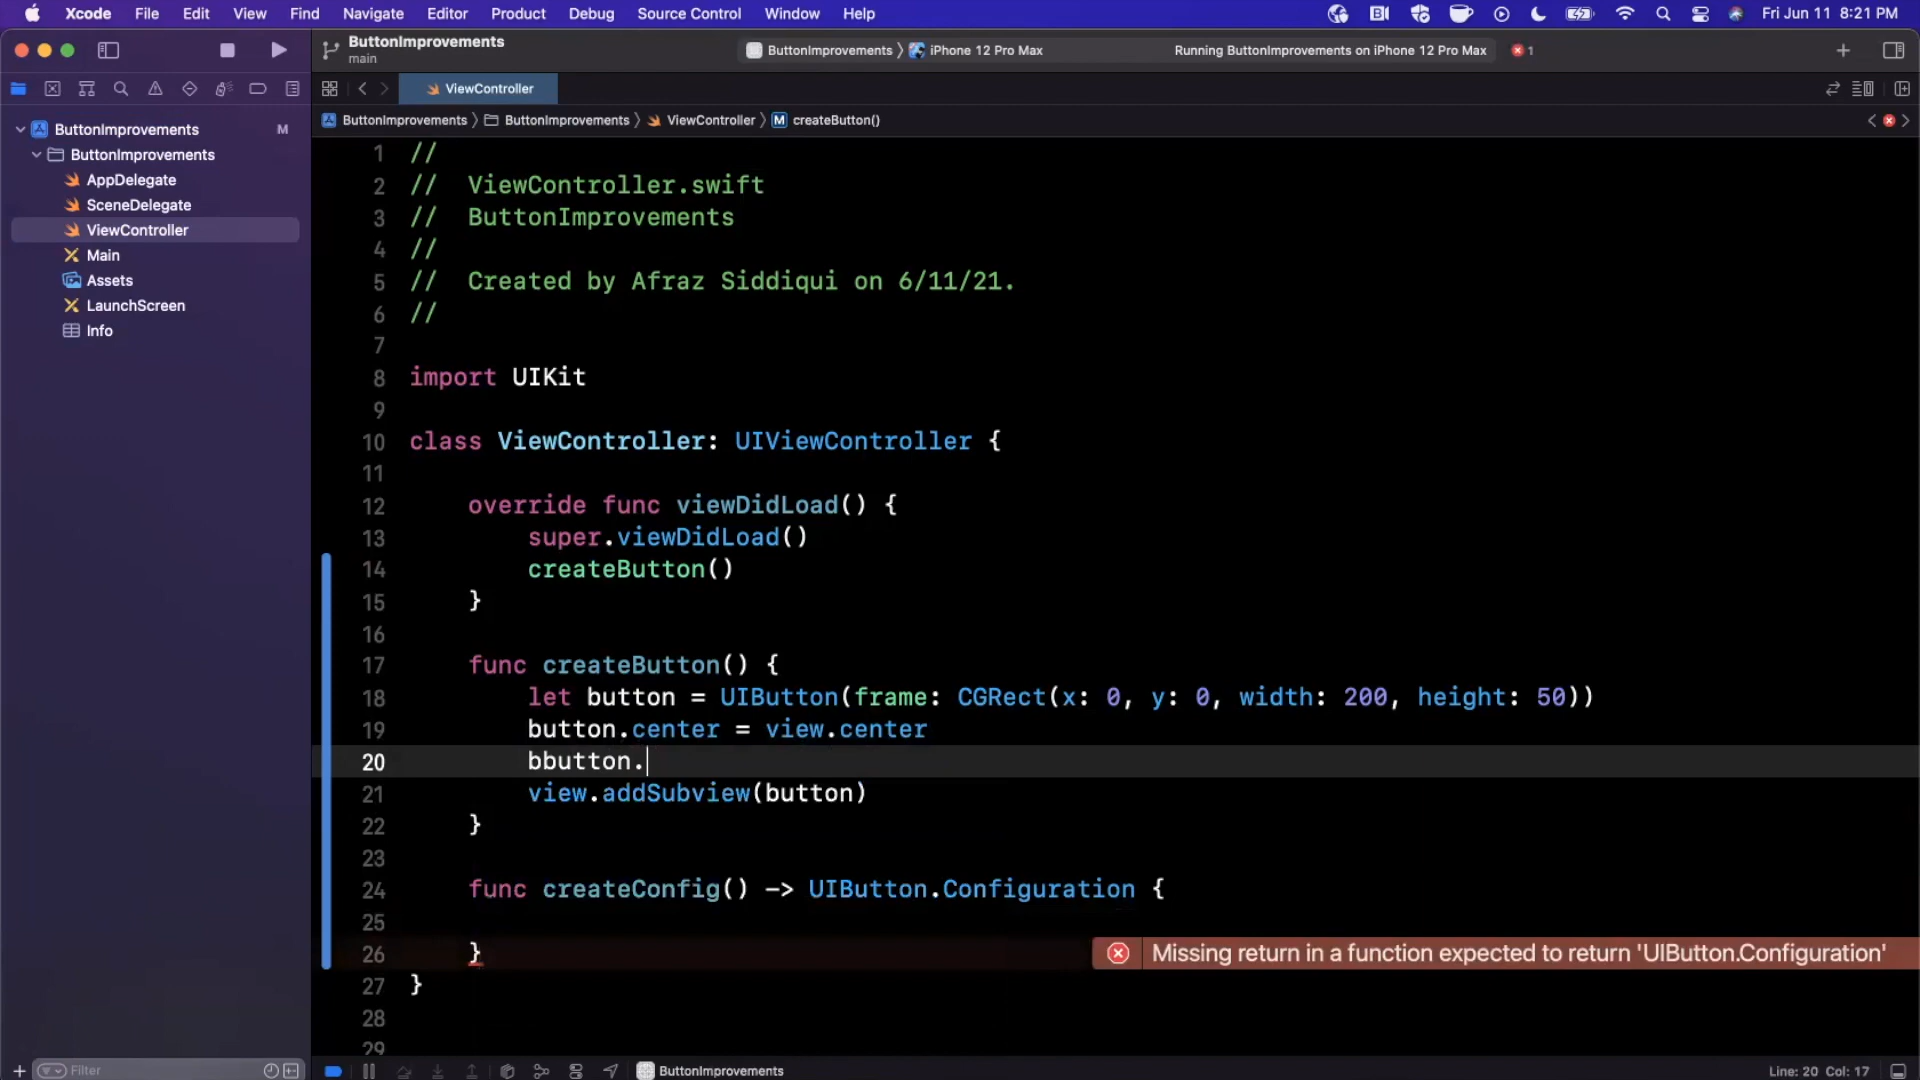 Xcode File Edit View Find Navigate Editor Product Debug Source Control Window Help Fri Jun 11 8:21 PM
ButtonImprovements
main
ButtonImprovements 〉 iPhone 12 Pro Max
Running ButtonImprovements on iPhone 12 Pro Max
1
ViewController
ButtonImprovements 〉 ButtonImprovements 〉 ViewController 〉 M createButton()
ButtonImprovements M
ButtonImprovements
AppDelegate
SceneDelegate
ViewController
Main
Assets
LaunchScreen
Info
1 //
2 // ViewController.swift
3 // ButtonImprovements
4 //
5 // Created by Afraz Siddiqui on 6/11/21.
6 //
7
8 import UIKit
9
10 class ViewController: UIViewController {
11
12 override func viewDidLoad() {
13 super.viewDidLoad()
14 createButton()
15 }
16
17 func createButton() {
18 let button = UIButton(frame: CGRect(x: 0, y: 0, width: 200, height: 50))
19 button.center = view.center
20 bbutton.
21 view.addSubview(button)
22 }
23
24 func createConfig() -> UIButton.Configuration {
25
26 } Missing return in a function expected to return 'UIButton.Configuration'
27 }
28
29
Filter
ButtonImprovements
Line: 20 Col: 17